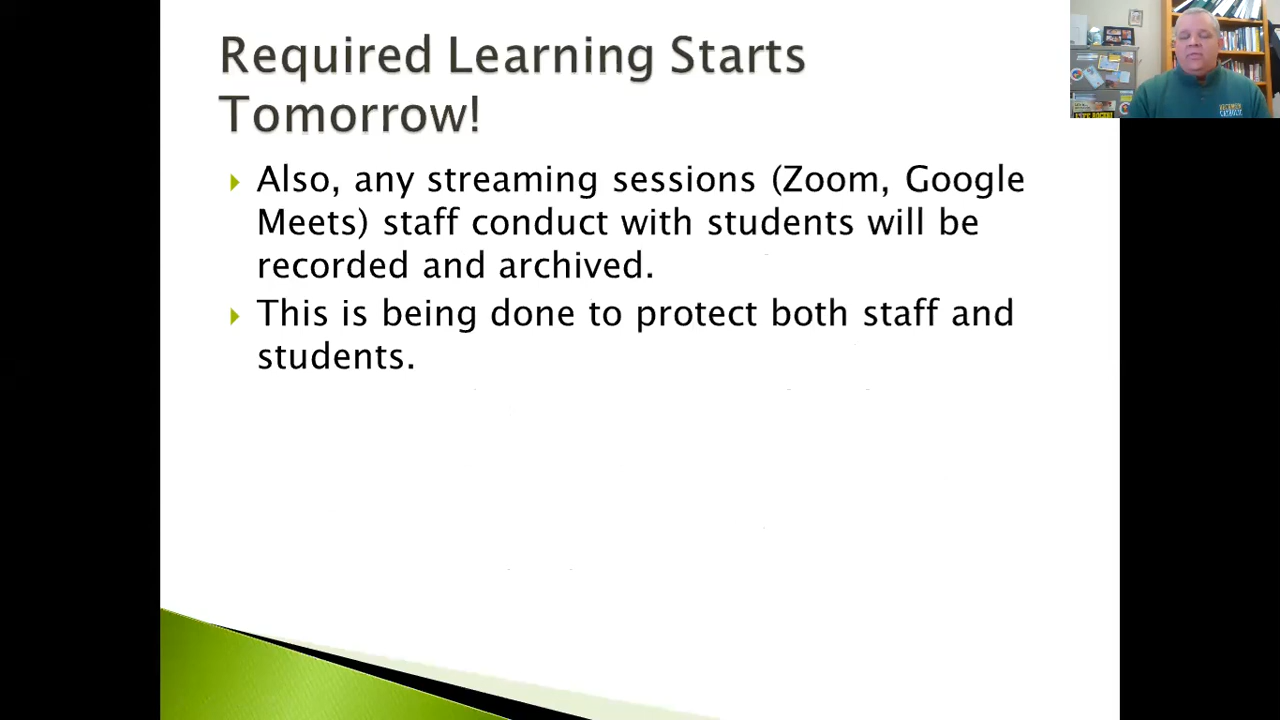 Required Learning Starts
Tomorrow!
Also, any streaming sessions (Zoom, Google
Meets) staff conduct with students will be
recorded and archived.
This is being done to protect both staff and
students.